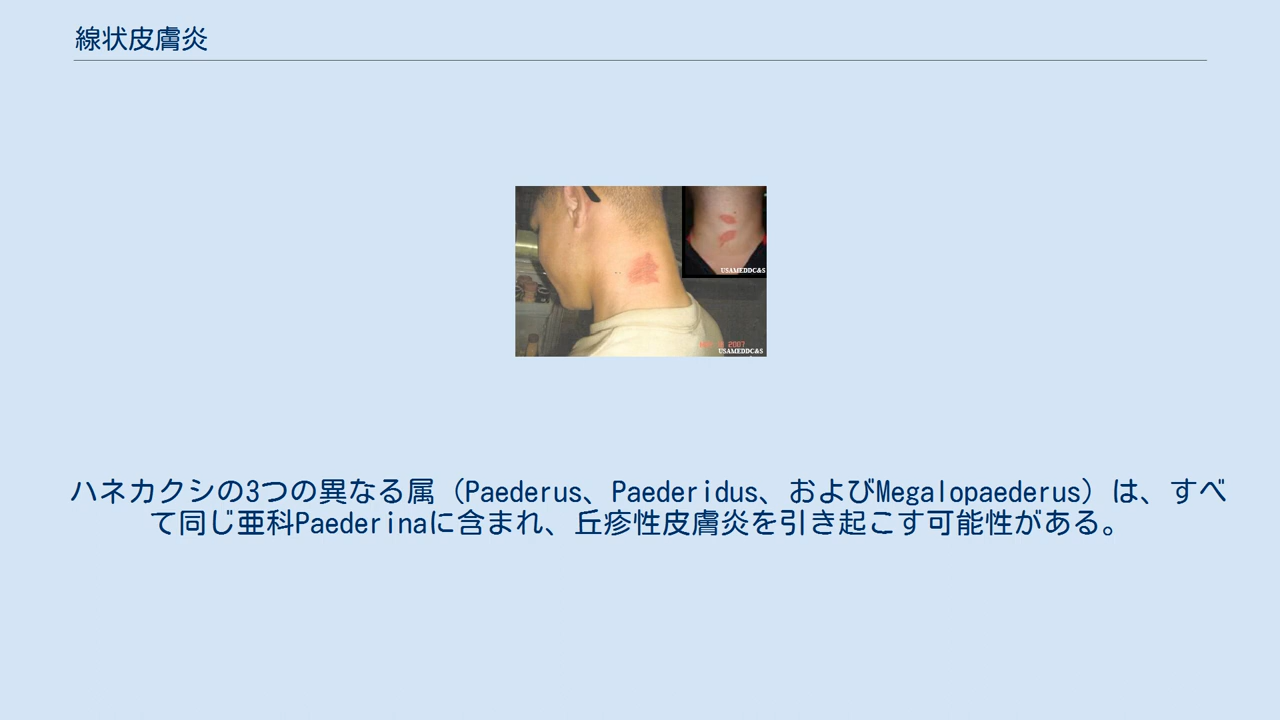 線状皮膚炎
USAMEDDC&S
2007
USAMEDDC&S
ハネカクシの3つの異なる属（Paederus、Paederidus、およびMegalopaederus）は、すべ
て同じ亜科Paederinaに含まれ、丘疹性皮膚炎を引き起こす可能性がある。